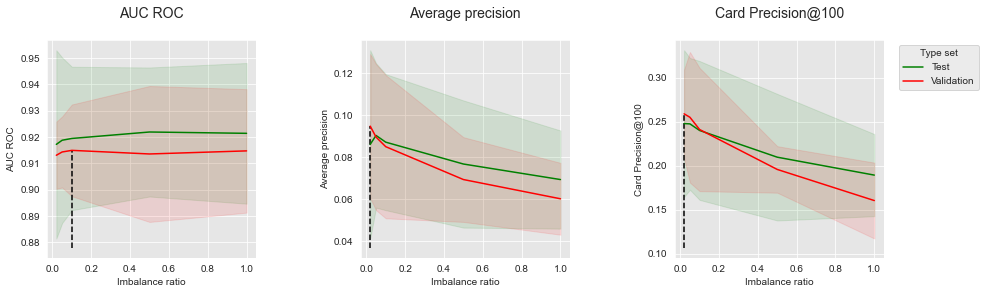 AUC ROC
Average precision
Card Precision@100
Type set
Test
Validation
AUC ROC
0.95
0.94
0.93
0.92
0.91
0.90
0.89
0.88
0.0 0.2 0.4 0.6 0.8 1.0
Imbalance ratio
Average precision
0.12
0.10
0.08
0.06
0.04
0.0 0.2 0.4 0.6 0.8 1.0
Imbalance ratio
Card Precision@100
0.30
0.25
0.20
0.15
0.10
0.0 0.2 0.4 0.6 0.8 1.0
Imbalance ratio